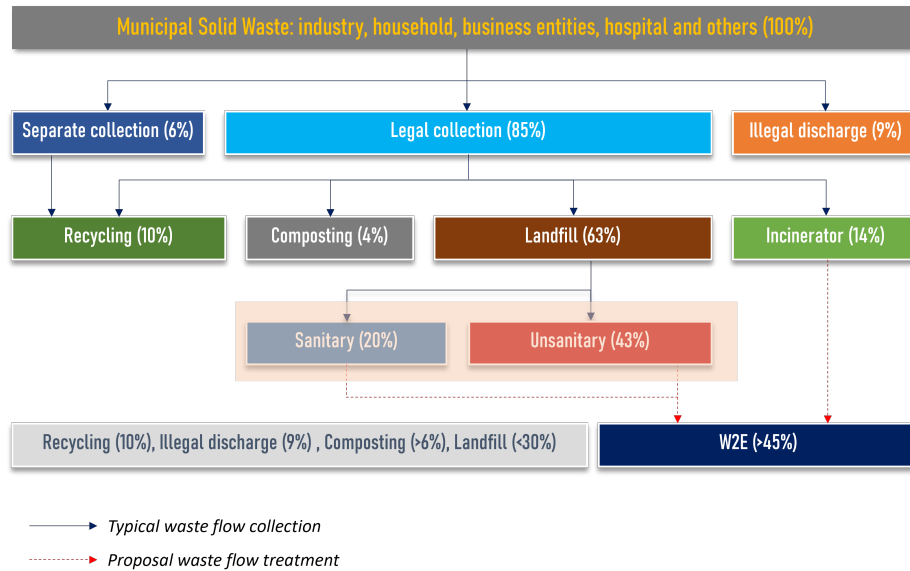 Municipal Solid Waste: industry, household, business entities, hospital and others (100%)
Separate collection (6%)
Legal collection (85%)
Illegal discharge (9%)
Recycling (10%)
Composting (4%)
Landfill (63%)
Incinerator (14%)
Sanitary (20%)
Unsanitary (43%)
Recycling (10%), Illegal discharge (9%) , Composting (>6%), Landfill (<30%)
W2E (>45%)
Typical waste flow collection
Proposal waste flow treatment